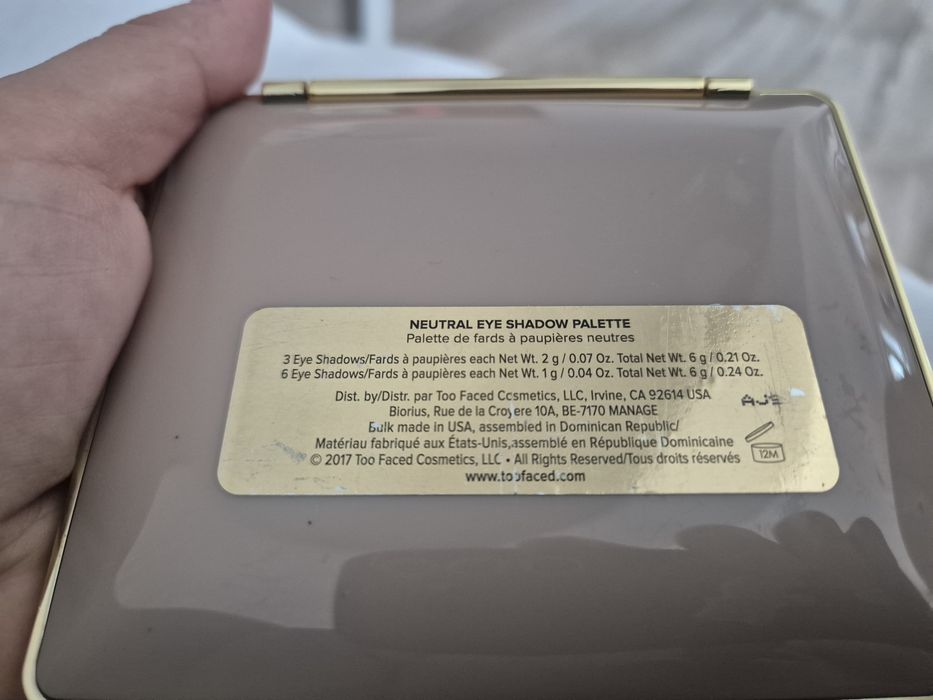 NEUTRAL EYE SHADOW PALETTE
Palette de fards à paupières neutres
3 Eye Shadows/Fards à paupières each Net Wt. 2 g / 0.07 Oz. Total Net Wt. 6 g / 0.21 Oz.
6 Eye Shadows/Fards à paupières each Net Wt. 1 g / 0.04 Oz. Total Net Wt. 6 g / 0.24 Oz.
Dist. by/Distr. par Too Faced Cosmetics, LLC, Irvine, CA 92614 USA
Biorius, Rue de la Croyere 10A, BE-7170 MANAGE
Bulk made in USA, assembled in Dominican Republic/
Matériau fabriqué aux États-Unis,assemblé en République Dominicaine
© 2017 Too Faced Cosmetics, LLC • All Rights Reserved/Tous droits réservés
www.toofaced.com
12M